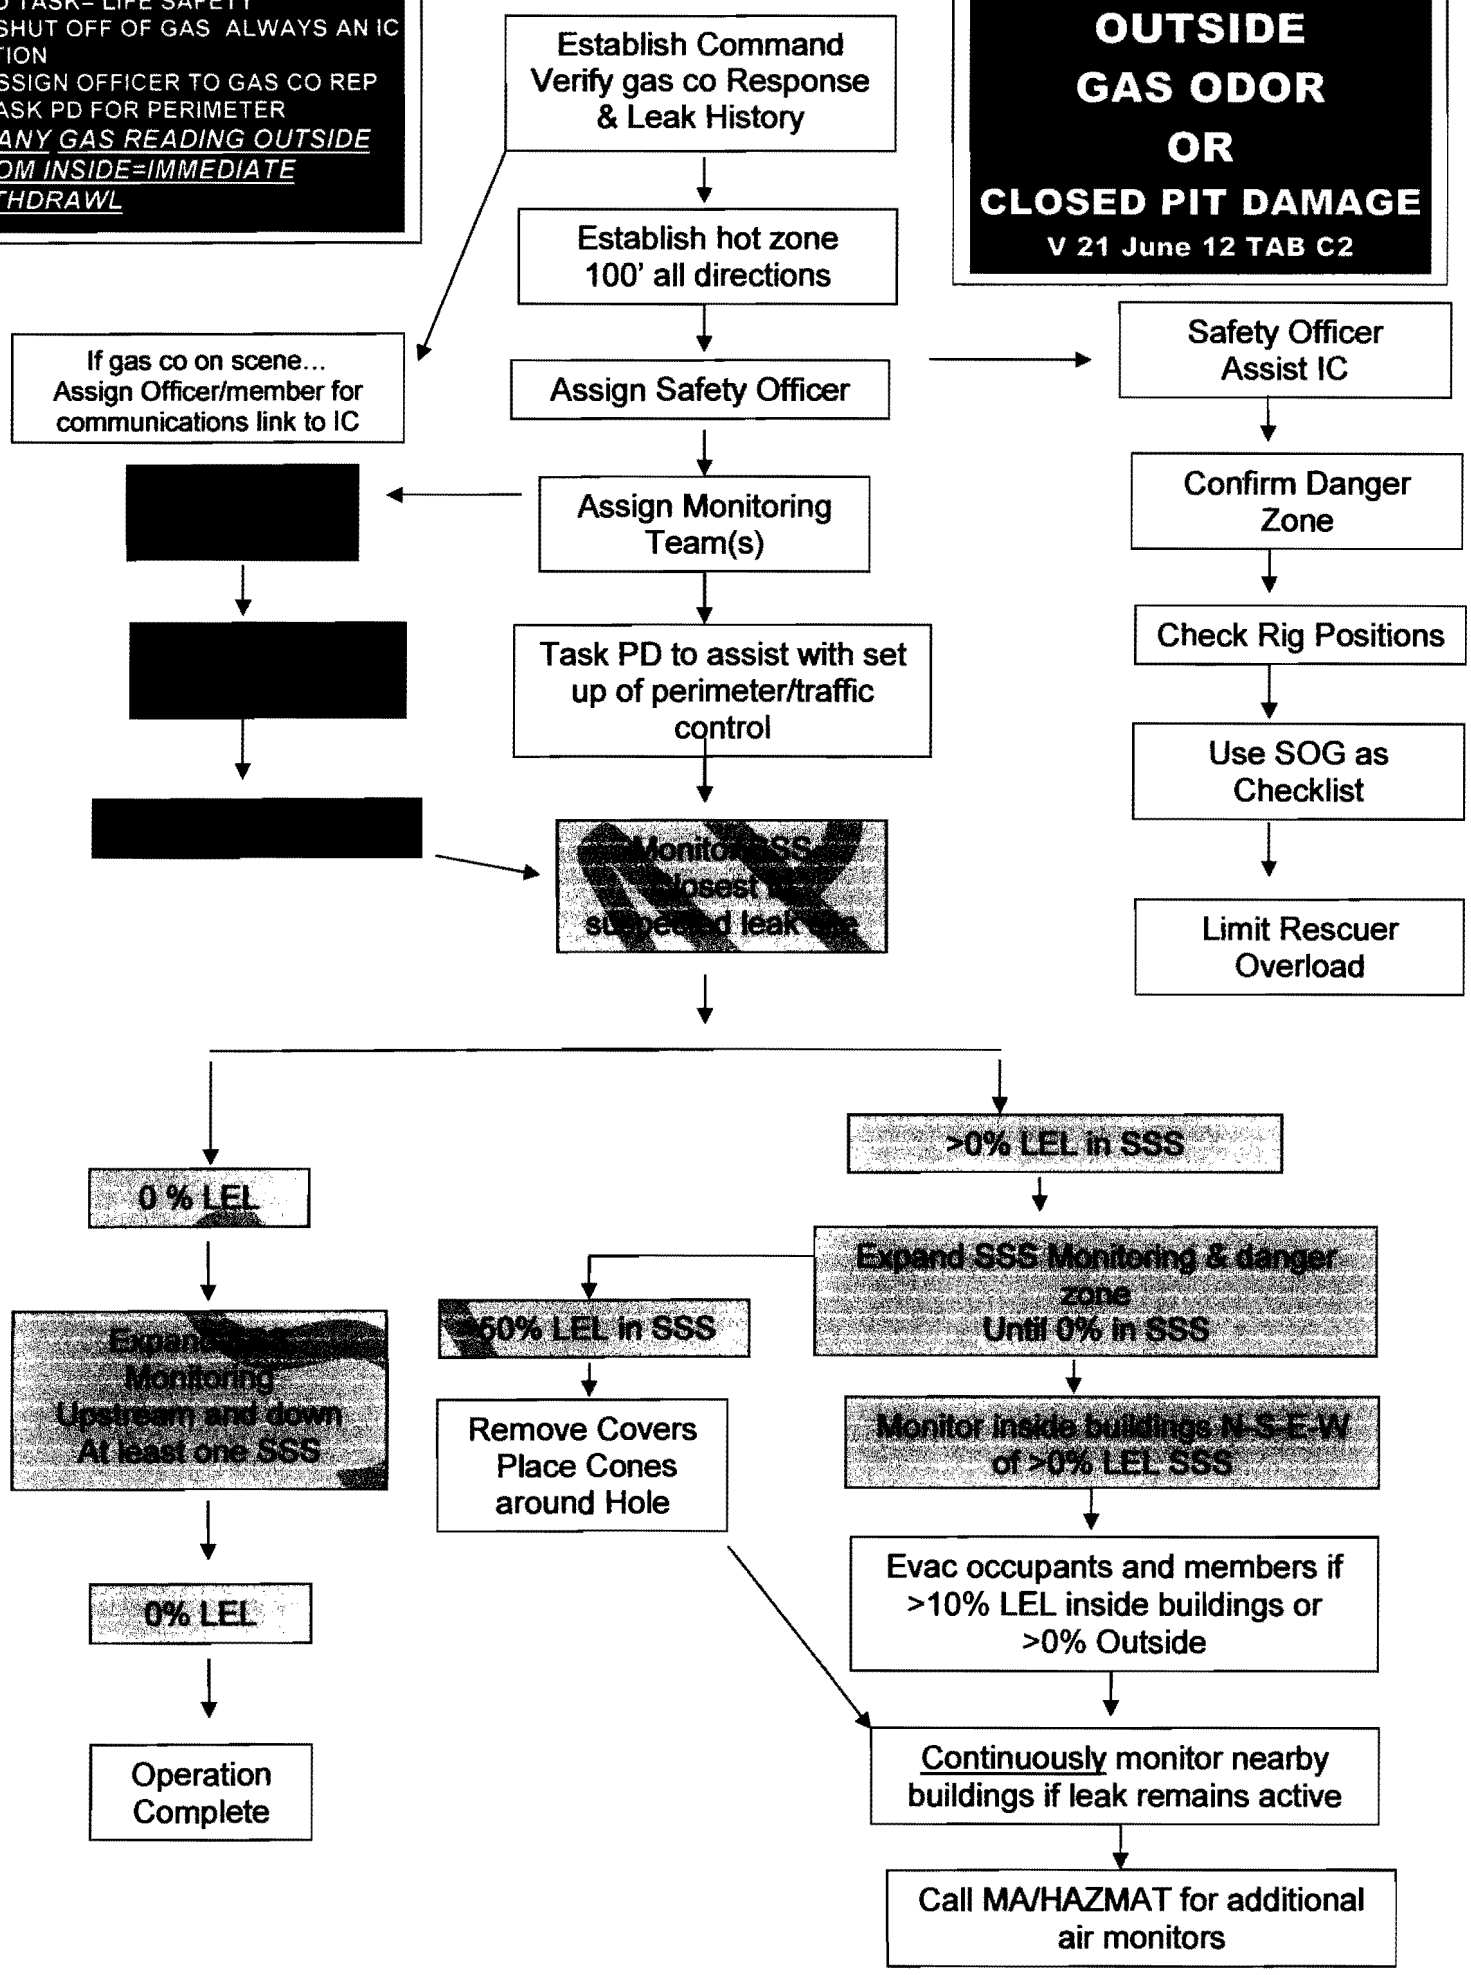 TASK= LIFE SAFETY
SHUT OFF OF GAS ALWAYS AN IC
TION
SSIGN OFFICER TO GAS CO REP
ASK PD FOR PERIMETER
ANY GAS READING OUTSIDE
OM INSIDE=IMMEDIATE
THDRAWL
Establish Command
Verify gas co Response
& Leak History
OUTSIDE
GAS ODOR
OR
CLOSED PIT DAMAGE
V 21 June 12 TAB C2
Establish hot zone
100' all directions
If gas co on scene...
Assign Officer/member for
communications link to IC
Assign Safety Officer
Safety Officer
Assist IC
Assign Monitoring
Team(s)
Confirm Danger
Zone
Task PD to assist with set
up of perimeter/traffic
control
Check Rig Positions
Use SOG as
Checklist
Monitor SSS
Closest
suspected leak site
Limit Rescuer
Overload
>0% LEL in SSS
0 % LEL
Expand SSS Monitoring & danger
zone
Until 0% in SSS
50% LEL in SSS
Expand SSS
Monitoring
Upstream and down
At least one SSS
Remove Covers
Place Cones
around Hole
Monitor inside buildings N-S-E-W
of >0% LEL SSS
Evac occupants and members if
>10% LEL inside buildings or
>0% Outside
0% LEL
Operation
Complete
Continuously monitor nearby
buildings if leak remains active
Call MA/HAZMAT for additional
air monitors